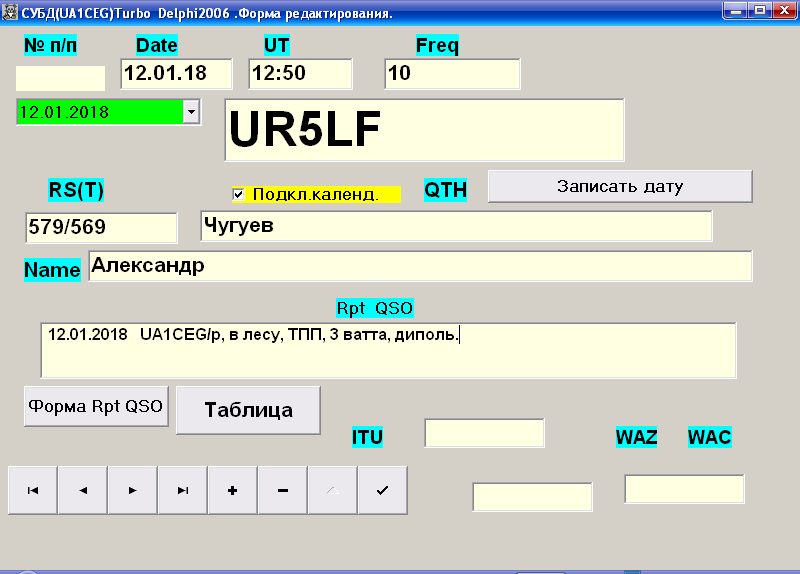 СУБД(UA1CEG)Turbo Delphi2006 .Форма редактирования.
№ п/п Date UT Freq
12.01.18 12:50 10
12.01.2018
UR5LF
RS(T) Подкл.календ. QTH Записать дату
579/569 Чугуев
Name Александр
Rpt QSO
12.01.2018 UA1CEG/p, в лесу, ТПП, 3 ватта, диполь.
Форма Rpt QSO Таблица
ITU WAZ WAC